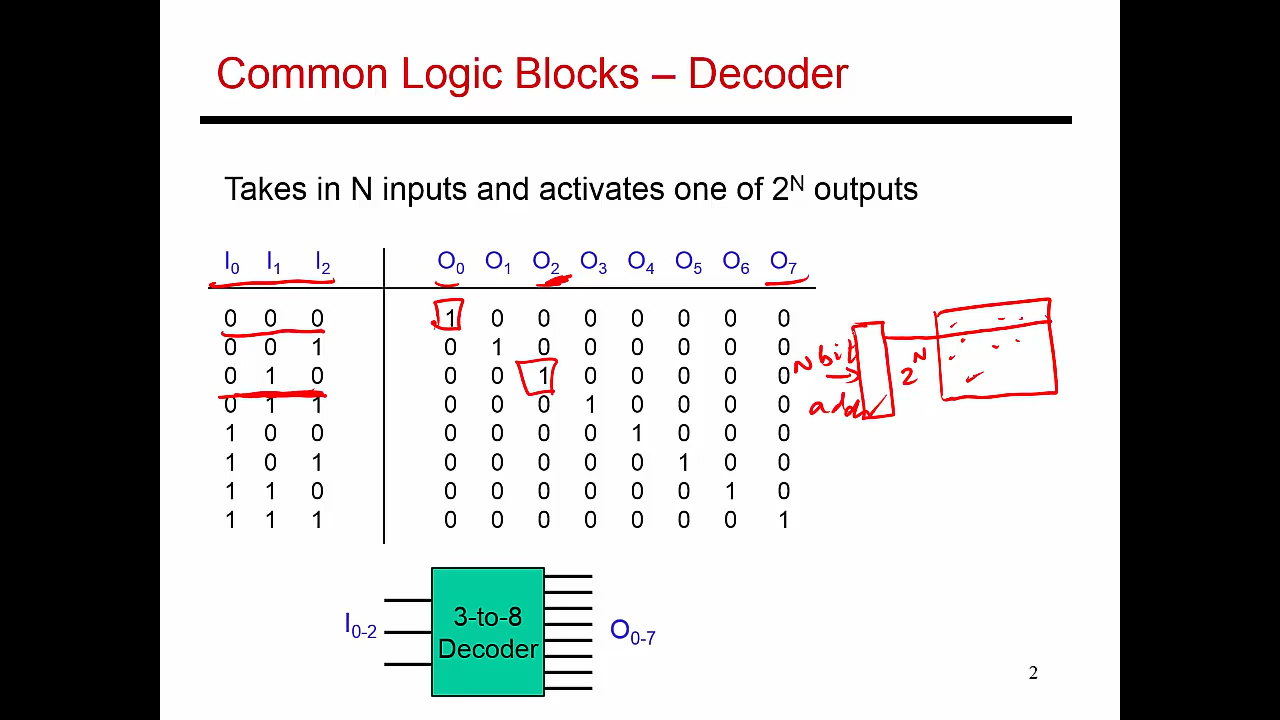 Common Logic Blocks – Decoder
Takes in N inputs and activates one of 2^N outputs
I0 I1 I2 O0 O1 O2 O3 O4 O5 O6 O7
0 0 0 1 0 0 0 0 0 0 0
0 0 1 0 1 0 0 0 0 0 0
0 1 0 0 0 1 0 0 0 0 0
0 1 1 0 0 0 1 0 0 0 0
1 0 0 0 0 0 0 1 0 0 0
1 0 1 0 0 0 0 0 1 0 0
1 1 0 0 0 0 0 0 0 1 0
1 1 1 0 0 0 0 0 0 0 1
N bit
2^N
I0-2
3-to-8
Decoder
O0-7
2